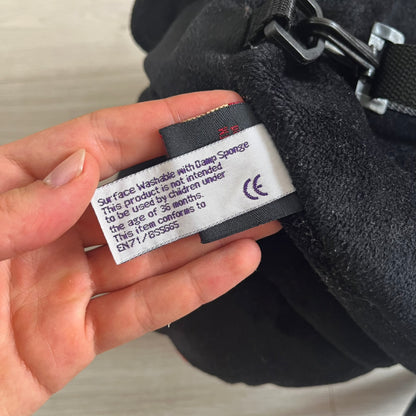 Surface Washable with Damp Sponge
This product is not intended
to be used by children under
the age of 36 months.
This item conforms to
EN71/BS5665
CE